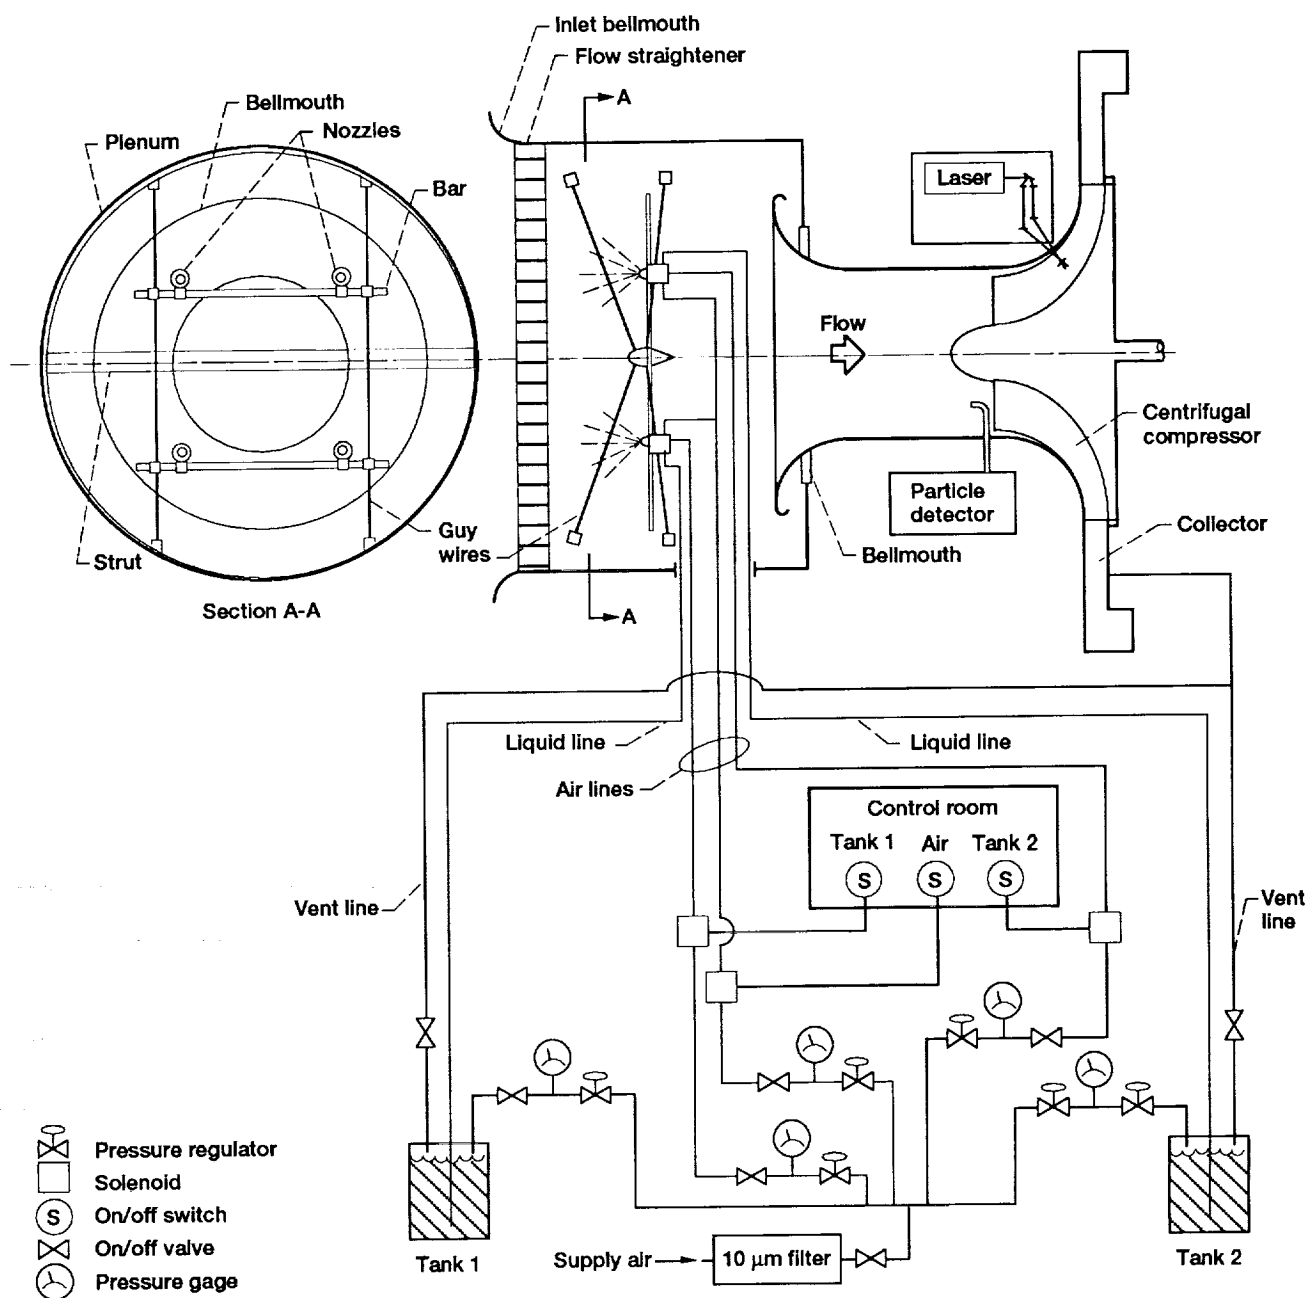 Inlet bellmouth
Flow straightener
A
Bellmouth
Nozzles
Plenum
Bar
Laser
Flow
Centrifugal
compressor
Particle
detector
Collector
Guy
wires
Bellmouth
Strut
Section A-A
A
Liquid line
Liquid line
Air lines
Control room
Tank 1
Air
Tank 2
S
S
S
Vent line
Vent
line
Pressure regulator
Solenoid
S
On/off switch
On/off valve
Pressure gage
Tank 1
Supply air
10 μm filter
Tank 2